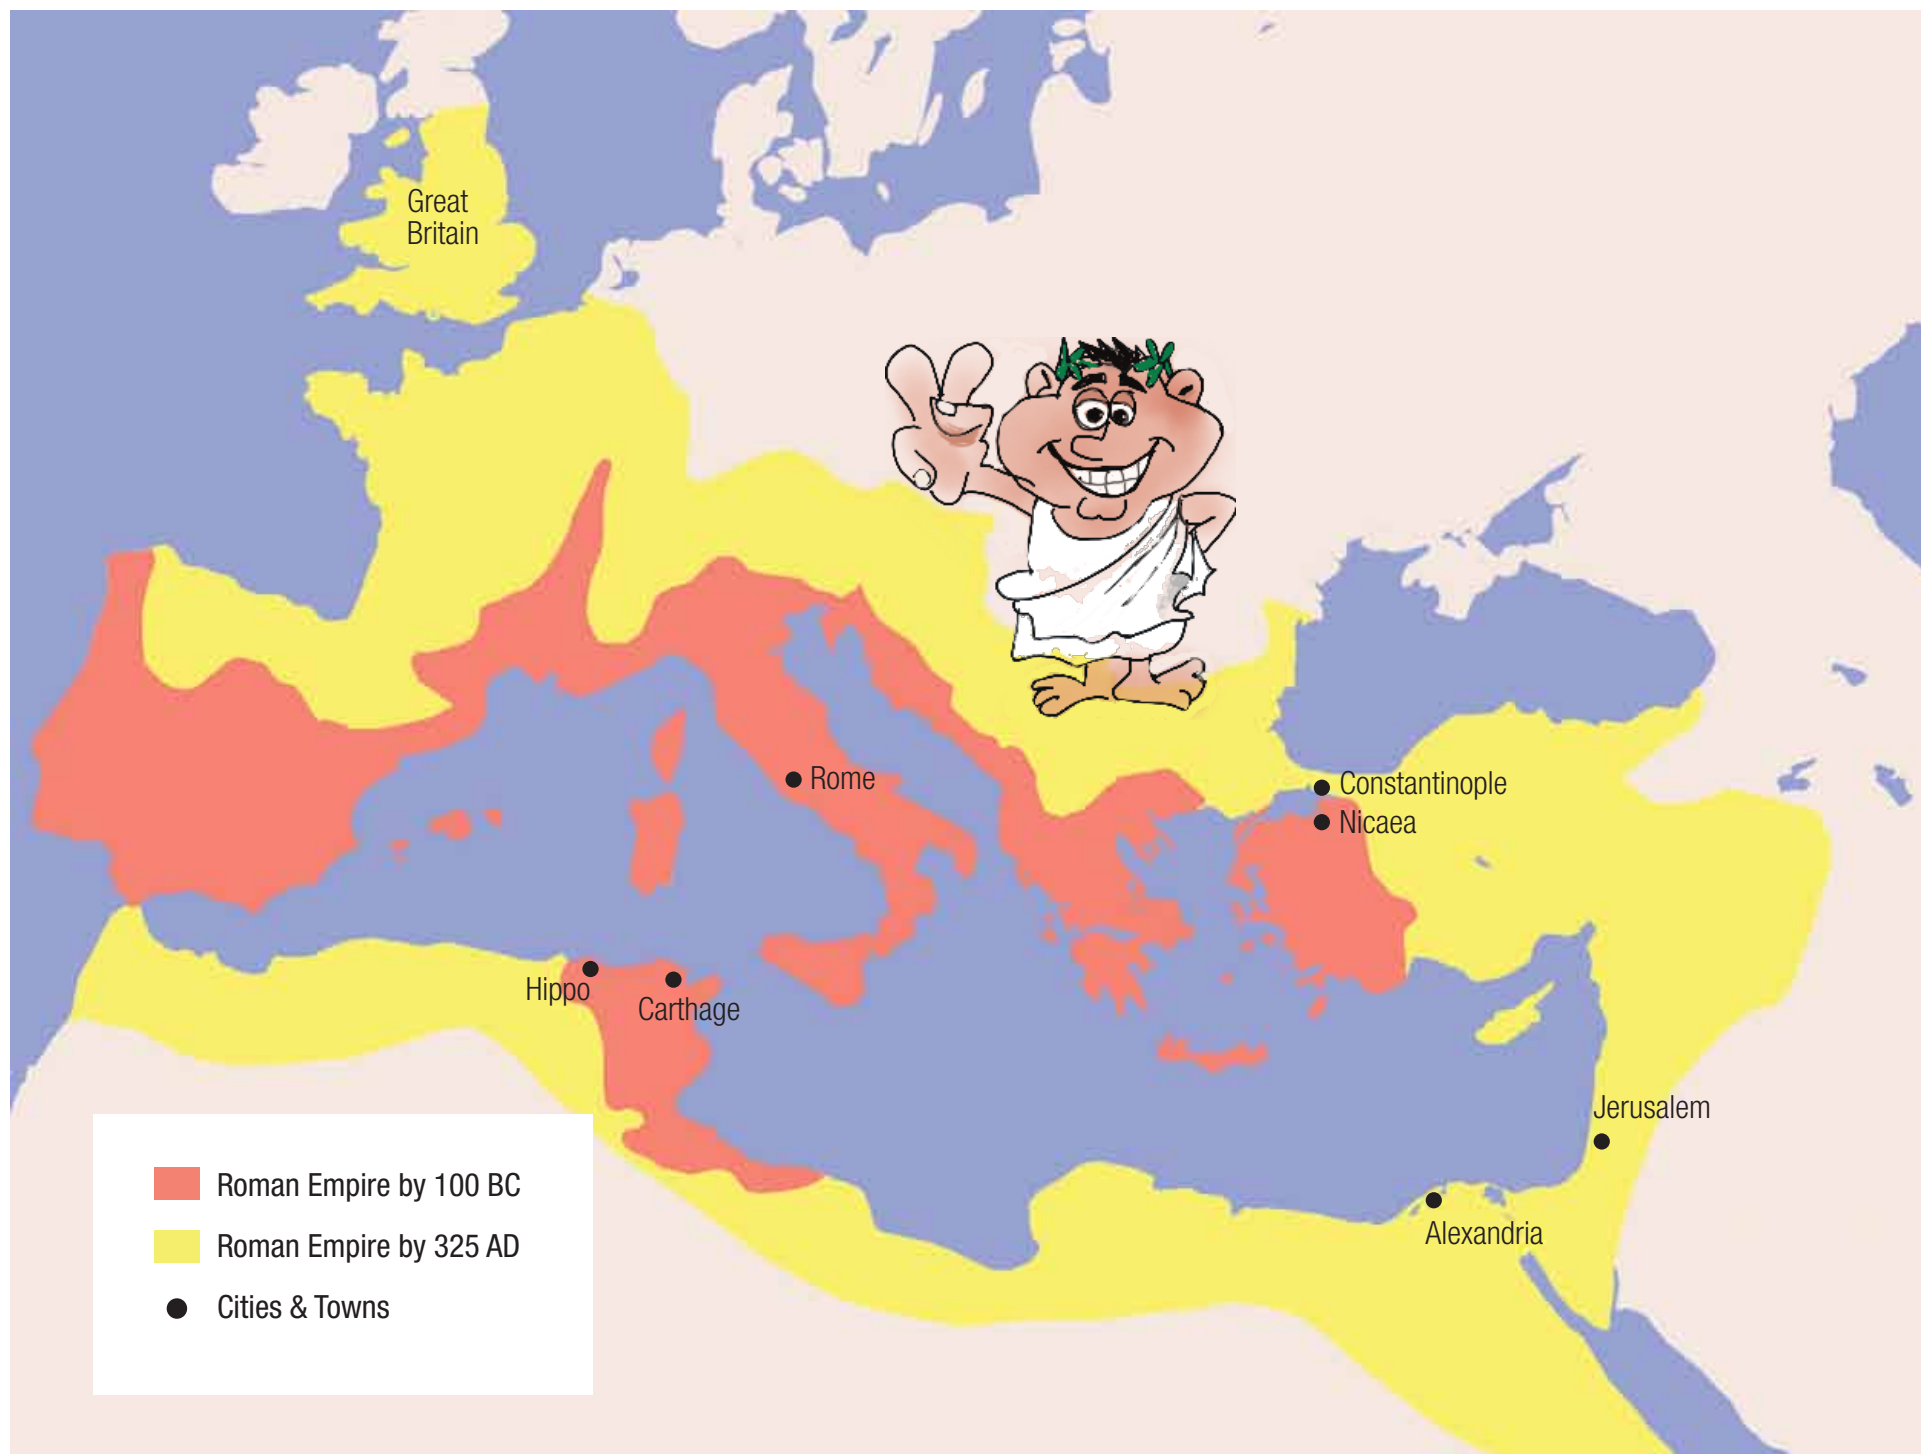 Great
Britain
Rome
Constantinople
Nicaea
Hippo
Carthage
Jerusalem
Alexandria
Roman Empire by 100 BC
Roman Empire by 325 AD
Cities & Towns